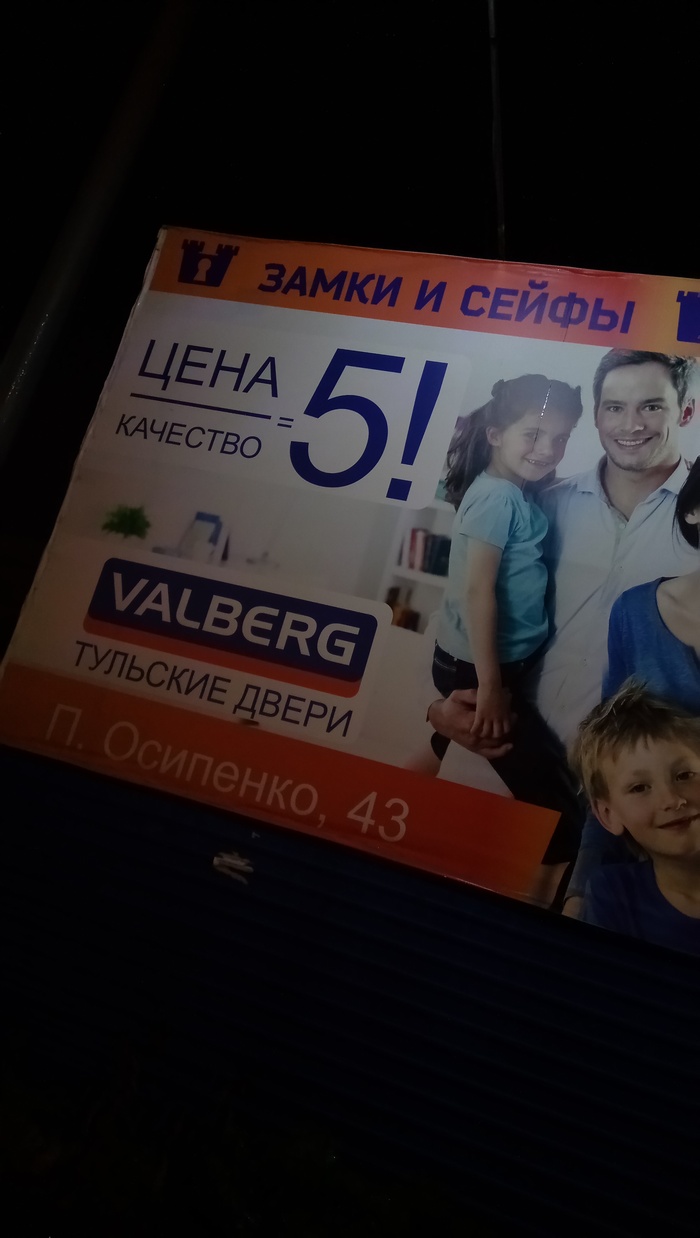 ЗАМКИ И СЕЙФЫ
ЦЕНА
КАЧЕСТВО
= 5!
VALBERG
ТУЛЬСКИЕ ДВЕРИ
П. Осипенко, 43